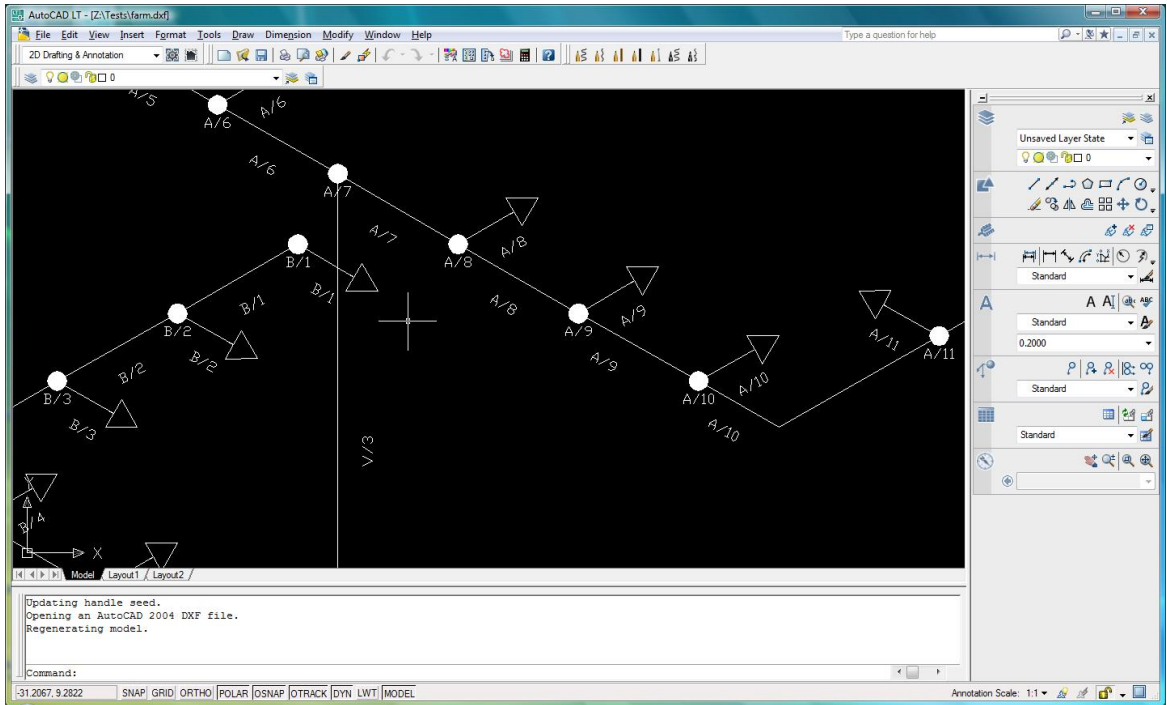 AutoCAD LT - [Z:\Tests\farm.dxf]
File Edit View Insert Format Tools Draw Dimension Modify Window Help
Type a question for help
2D Drafting & Annotation
0
A/5
A/6
A/6
A/6
A/7
A/7
A/8
A/8
B/1
B/1
B/1
A/8
A/9
A/9
B/2
B/2
B/2
A/9
A/10
A/10
A/11
A/11
B/3
B/3
A/10
V/3
B/4
Y
X
Unsaved Layer State
0
Standard
A A
ABC
Standard
0.2000
Standard
Standard
Model Layout1 Layout2
Updating handle seed.
Opening an AutoCAD 2004 DXF file.
Regenerating model.
Command:
-31.2067, 9.2822 SNAP GRID ORTHO POLAR OSNAP OTRACK DYN LWT MODEL
Annotation Scale: 1:1